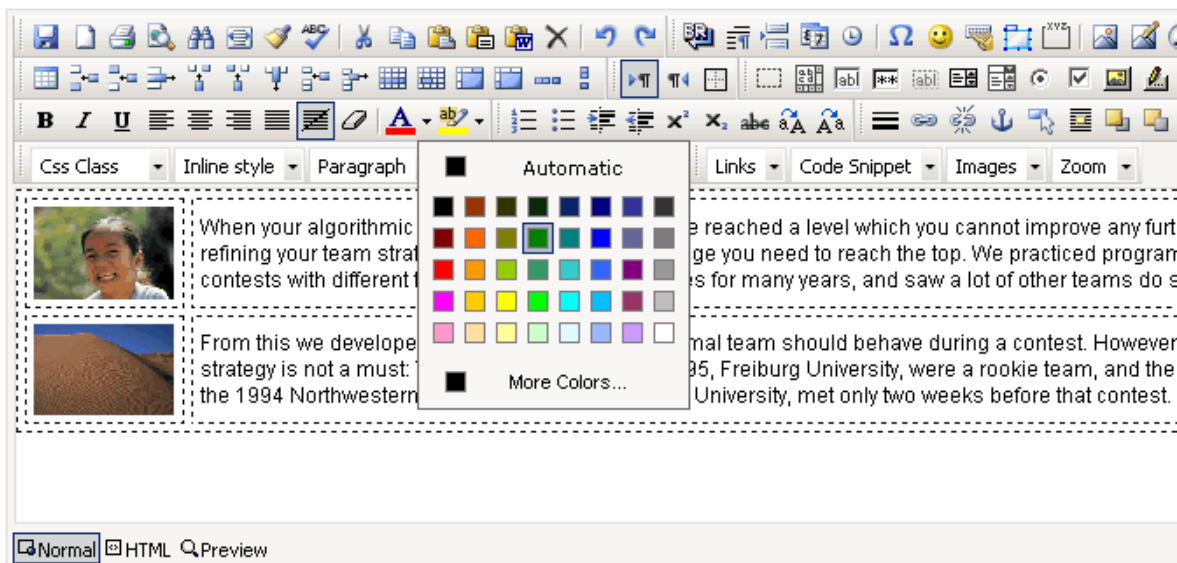 Css Class Inline style Paragraph Links Code Snippet Images Zoom
Automatic
When your algorithmic e reached a level which you cannot improve any furt
refining your team strat ge you need to reach the top. We practiced program
contests with different t s for many years, and saw a lot of other teams do s
From this we develope mal team should behave during a contest. However
strategy is not a must: 95, Freiburg University, were a rookie team, and the
the 1994 Northwestern University, met only two weeks before that contest.
More Colors...
Normal HTML Preview